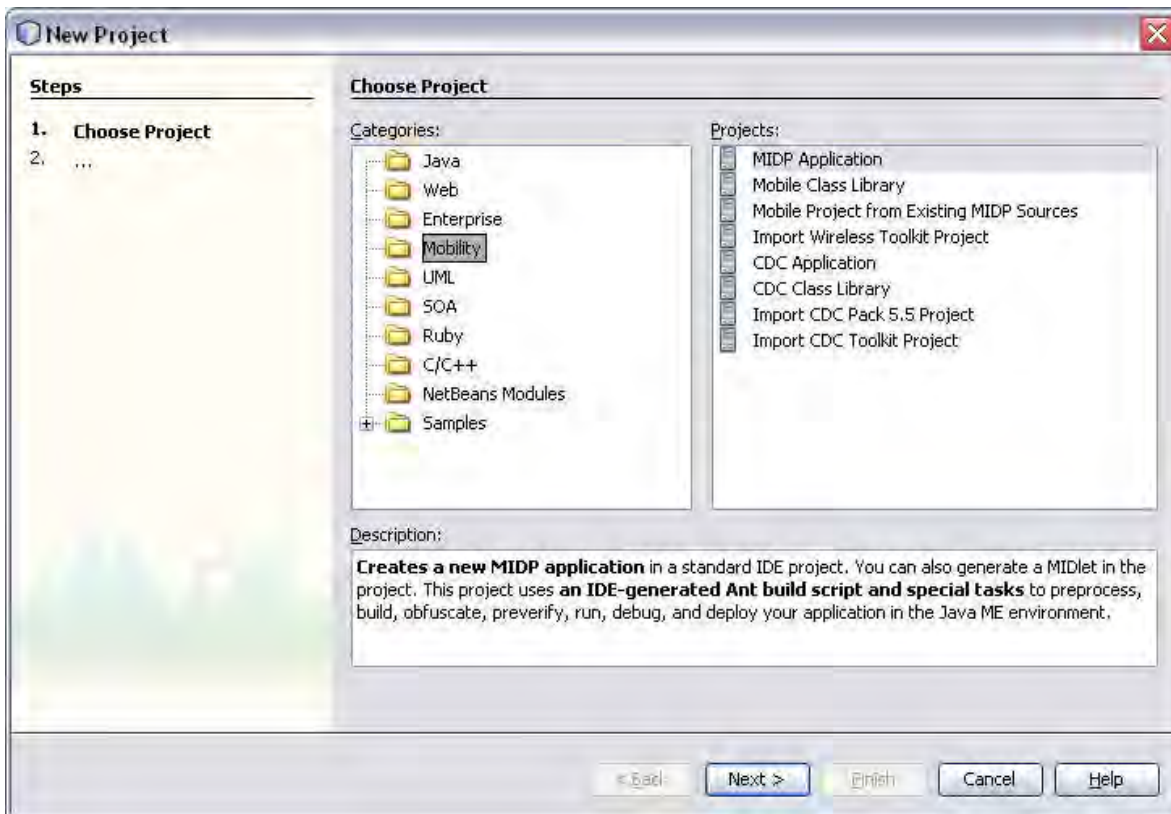 New Project
Steps
1. Choose Project
2. ...
Choose Project
Categories:
Java
Web
Enterprise
Mobility
UML
SOA
Ruby
C/C++
NetBeans Modules
Samples
Projects:
MIDP Application
Mobile Class Library
Mobile Project from Existing MIDP Sources
Import Wireless Toolkit Project
CDC Application
CDC Class Library
Import CDC Pack 5.5 Project
Import CDC Toolkit Project
Description:
Creates a new MIDP application in a standard IDE project. You can also generate a MIDlet in the
project. This project uses an IDE-generated Ant build script and special tasks to preprocess,
build, obfuscate, preverify, run, debug, and deploy your application in the Java ME environment.
< Back Next > Finish Cancel Help